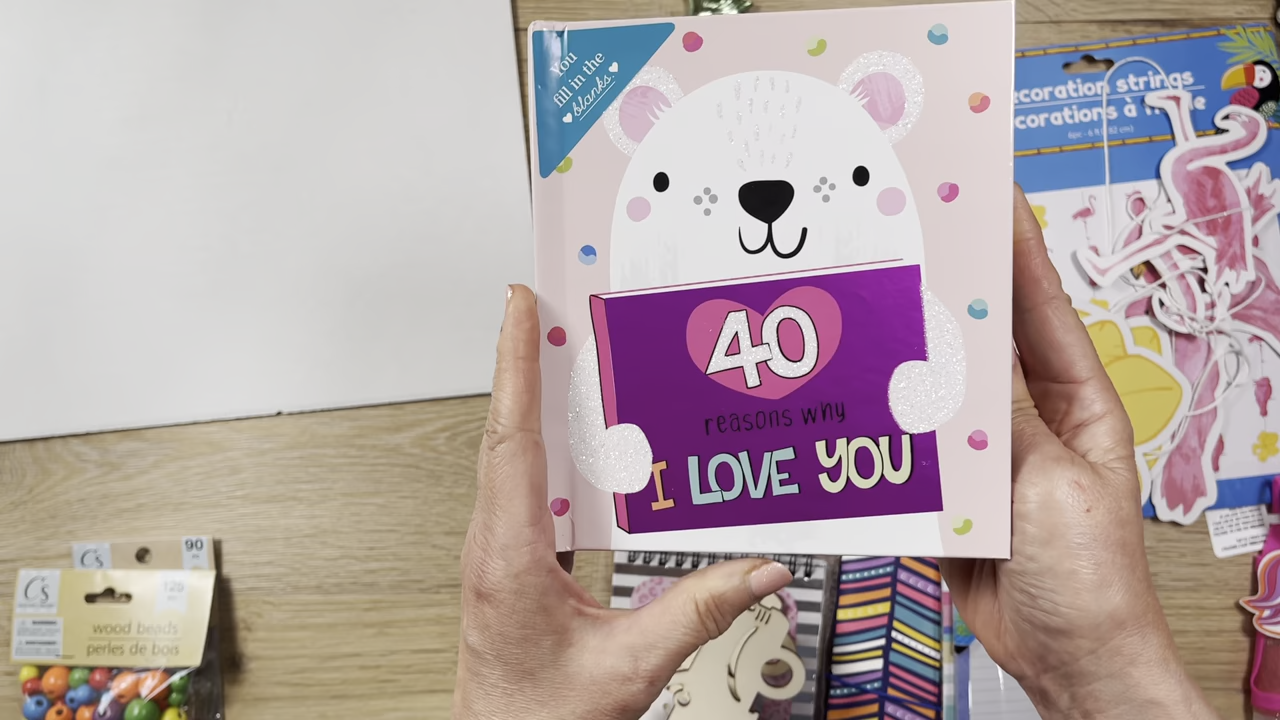 You
fill in the
blanks.
40
reasons why
I LOVE YOU
ecoration strings
corations à
90
C's
C's
120
wood beads
perles de bois